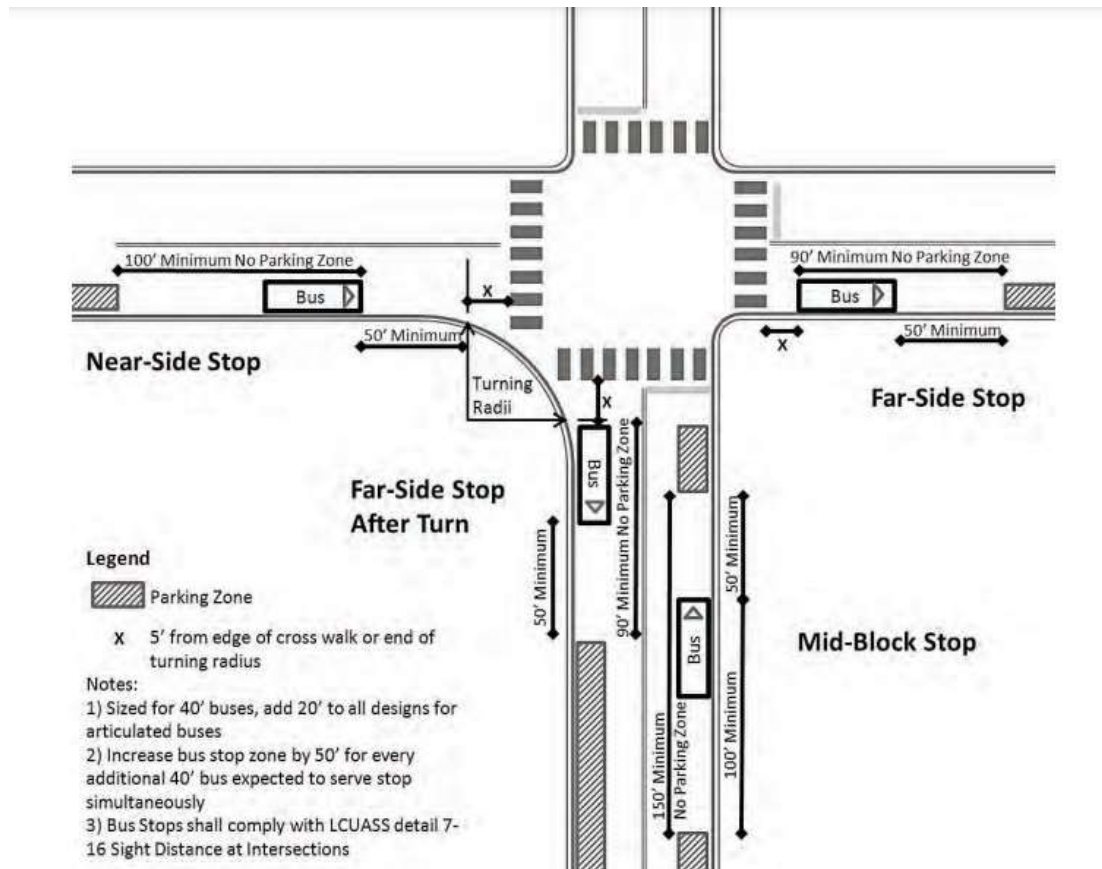 100' Minimum No Parking Zone
90' Minimum No Parking Zone
Bus
X
Bus
50' Minimum
X
50' Minimum
Near-Side Stop
Turning
Radii
X
Far-Side Stop
Bus
90' Minimum No Parking Zone
Far-Side Stop
After Turn
50' Minimum
50' Minimum
Legend
Parking Zone
X 5' from edge of cross walk or end of
turning radius
Bus
Mid-Block Stop
150' Minimum
No Parking Zone
100' Minimum
Notes:
1) Sized for 40' buses, add 20' to all designs for
articulated buses
2) Increase bus stop zone by 50' for every
additional 40' bus expected to serve stop
simultaneously
3) Bus Stops shall comply with LCUASS detail 7-
16 Sight Distance at Intersections